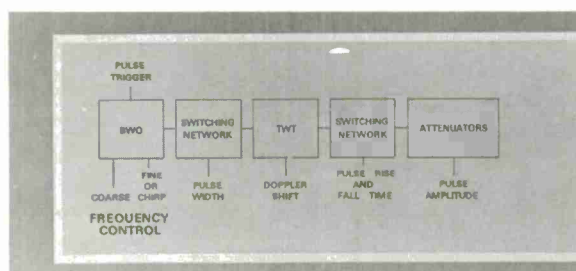 PULSE
TRIGGER
BWO
SWITCHING
NETWORK
TWT
SWITCHING
NETWORK
ATTENUATORS
COARSE
FINE
OR
CHIRP
PULSE
WIDTH
DOPPLER
SHIFT
PULSE RISE
AND
FALL TIME
PULSE
AMPLITUDE
FREQUENCY
CONTROL